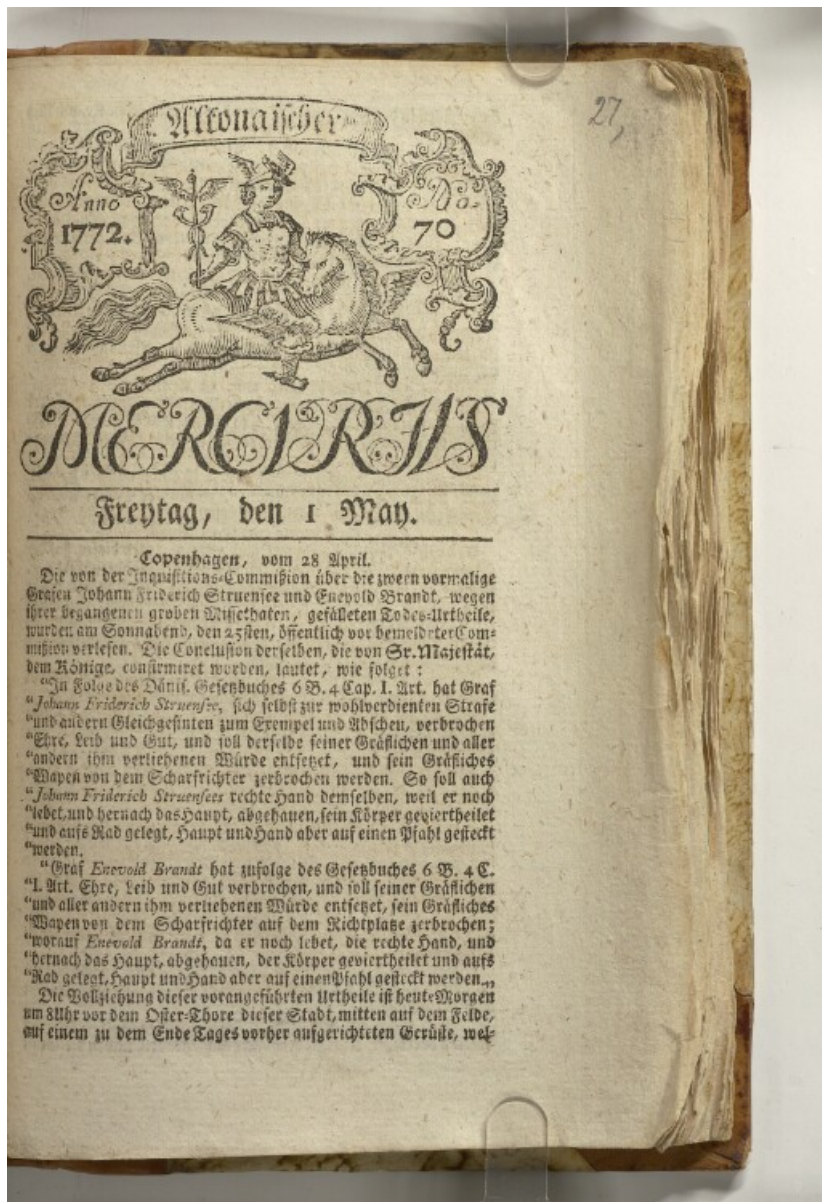 27,
Altonaischer
Anno
1772.
No.
70
MERCURIUS
Freytag, den 1 May.
Copenhagen, vom 28 April.
Die von der Inquisitions-Commißion über die zween vormalige
Grafen Johann Friderich Struensee und Enevold Brandt, wegen
ihrer begangenen groben Missethaten, gefälleten Todes-Urtheile,
wurden am Sonnabend, den 25sten, öffentlich vor bemeldeter Com-
mißion verlesen. Die Conclusion derselben, die von Sr. Majestät,
dem Könige, confirmiret worden, lautet, wie folget:
"In Folge des Dänis. Gesetzbuches 6 B. 4 Cap. I. Art. hat Graf
"Johann Friderich Struensee, sich selbst zur wohlverdienten Strafe
"und andern Gleichgesinten zum Exempel und Abscheu, verbrochen
"Ehre, Leib und Gut, und soll derselbe seiner Gräflichen und aller
"andern ihm verliehenen Würde entsetzet, und sein Gräfliches
"Wapen von dem Scharfrichter zerbrochen werden. So soll auch
"Johann Friderich Struensees rechte Hand demselben, weil er noch
"lebet, und hernach das Haupt, abgehauen, sein Körper geviertheilet
"und aufs Rad gelegt, Haupt und Hand aber auf einen Pfahl gesteckt
"werden.
"Graf Enevold Brandt hat zufolge des Gesetzbuches 6 B. 4 C.
"I. Art. Ehre, Leib und Gut verbrochen, und soll seiner Gräflichen
"und aller andern ihm verliehenen Würde entsetzet, sein Gräfliches
"Wapen von dem Scharfrichter auf dem Richtplatze zerbrochen;
"worauf Enevold Brandt, da er noch lebet, die rechte Hand, und
"hernach das Haupt, abgehauen, der Körper geviertheilet und aufs
"Rad gelegt, Haupt und Hand aber auf einen Pfahl gesteckt werden.„
Die Vollziehung dieser vorangeführten Urtheile ist heute Morgen
um 8 Uhr vor dem Oster-Thore dieser Stadt, mitten auf dem Felde,
auf einem zu dem Ende Tages vorher aufgerichteten Gerüste, wel-